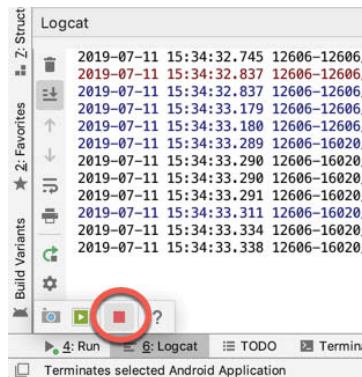 Logcat
2019-07-11 15:34:32.745 12606-12606
2019-07-11 15:34:32.837 12606-12606
2019-07-11 15:34:32.837 12606-12606
2019-07-11 15:34:33.179 12606-12606
2019-07-11 15:34:33.180 12606-12606
2019-07-11 15:34:33.289 12606-16020
2019-07-11 15:34:33.290 12606-16020
2019-07-11 15:34:33.290 12606-16020
2019-07-11 15:34:33.291 12606-16020
2019-07-11 15:34:33.311 12606-16020
2019-07-11 15:34:33.334 12606-16020
2019-07-11 15:34:33.338 12606-16020
Z: Struct
2: Favorites
Build Variants
?
4: Run
6: Logcat
TODO
Termina
Terminates selected Android Application